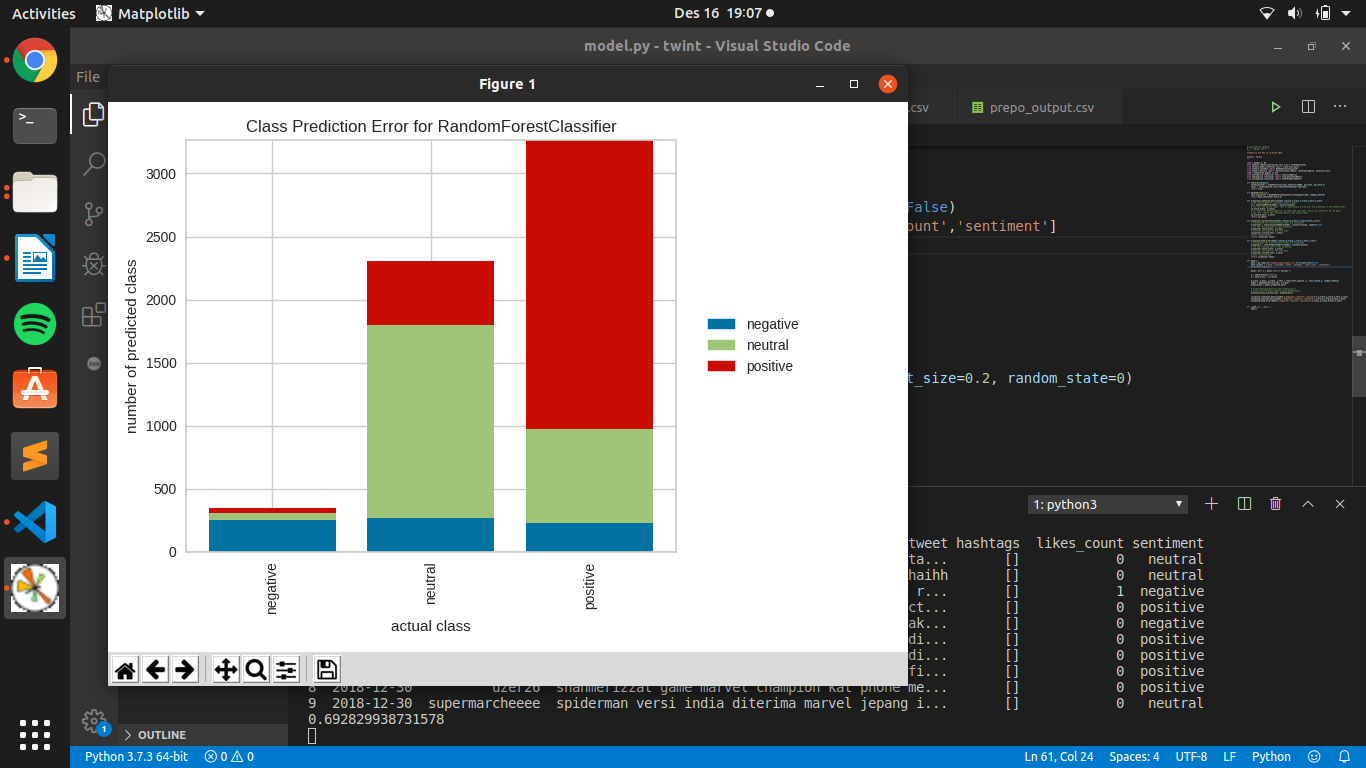 Activities
Matplotlib
Des 16 19:07
model.py - twint - Visual Studio Code
File
Figure 1
.csv
prepo_output.csv
Class Prediction Error for RandomForestClassifier
3000
2500
2000
1500
1000
500
0
number of predicted class
negative
neutral
positive
actual class
negative
neutral
positive
False)
ount','sentiment']
t_size=0.2, random_state=0)
1: python3
tweet hashtags likes_count sentiment
ta... [] 0 neutral
haihh [] 0 neutral
r... [] 1 negative
ct... [] 0 positive
ak... [] 0 negative
di... [] 0 positive
di... [] 0 positive
fi... [] 0 positive
8 2018-12-30 uzer26 shahmerizzat game marvel champion kat phone me... [] 0 positive
9 2018-12-30 supermarcheeee spiderman versi india diterima marvel jepang i... [] 0 neutral
0.692829938731578
OUTLINE
1
Python 3.7.3 64-bit
0
0
Ln 61, Col 24
Spaces: 4
UTF-8
LF
Python